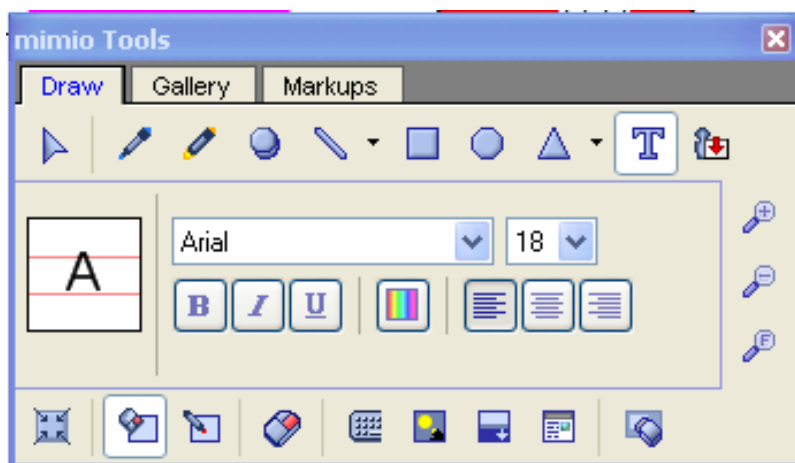 mimio Tools
Draw Gallery Markups
T
A Arial 18
B I U
F